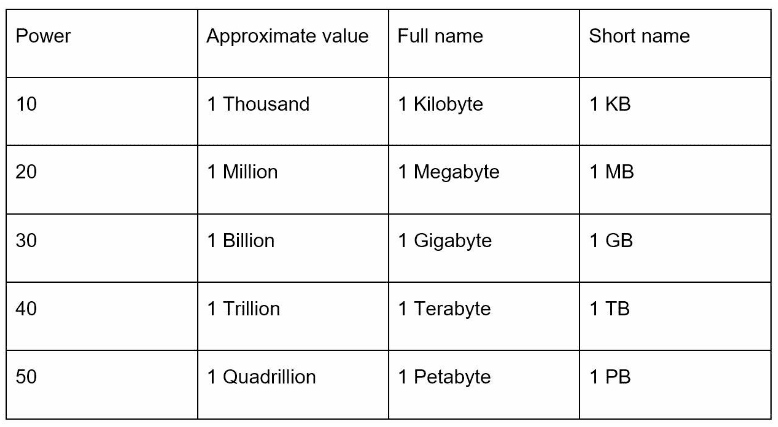 Power Approximate value Full name Short name
10 1 Thousand 1 Kilobyte 1 KB
20 1 Million 1 Megabyte 1 MB
30 1 Billion 1 Gigabyte 1 GB
40 1 Trillion 1 Terabyte 1 TB
50 1 Quadrillion 1 Petabyte 1 PB